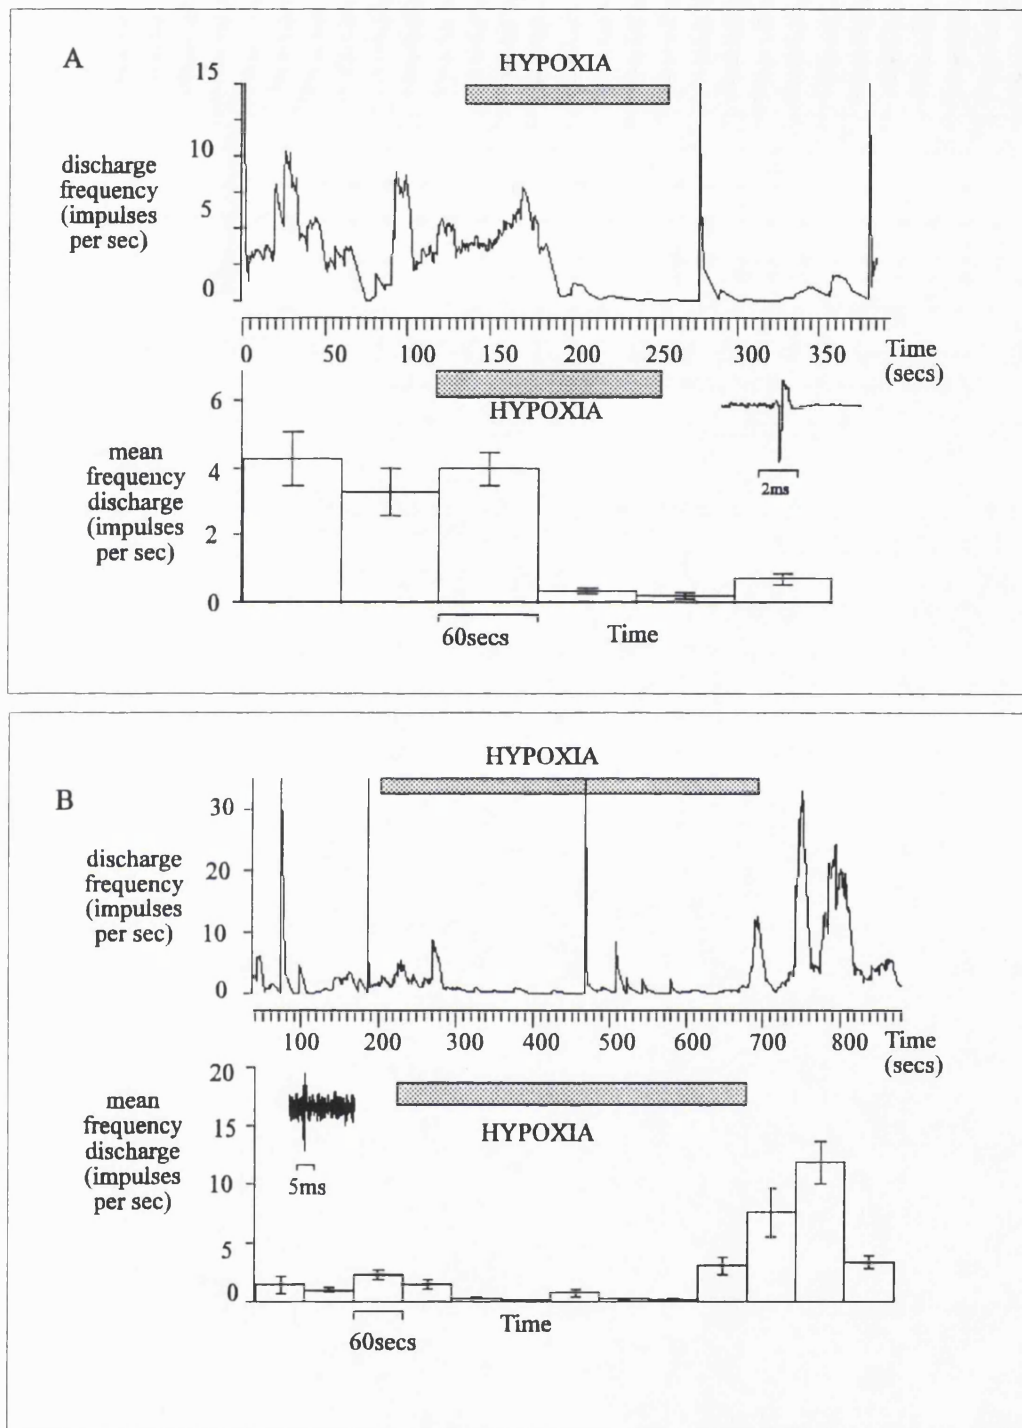 A
HYPOXIA
15
10
5
0
discharge
frequency
(impulses
per sec)
0 50 100 150 200 250 300 350 Time
(secs)
HYPOXIA
6
4
2
0
mean
frequency
discharge
(impulses
per sec)
2ms
60secs Time
HYPOXIA
B
30
20
10
0
discharge
frequency
(impulses
per sec)
100 200 300 400 500 600 700 800 Time
(secs)
20
15
10
5
0
mean
frequency
discharge
(impulses
per sec)
HYPOXIA
5ms
60secs Time